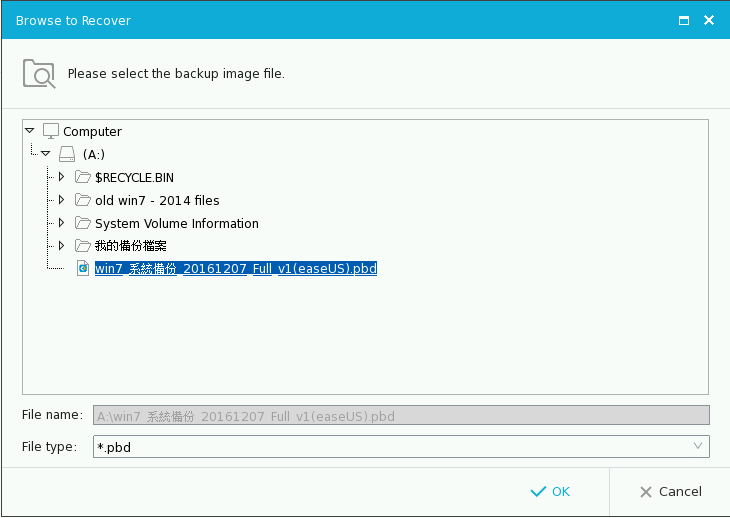 Browse to Recover
Please select the backup image file.
Computer
(A:)
$RECYCLE.BIN
old win7 - 2014 files
System Volume Information
我的備份檔案
win7_系統備份_20161207_Full_v1(easeUS).pbd
File name: A:\win7_系統備份_20161207_Full_v1(easeUS).pbd
File type: *.pbd
OK Cancel